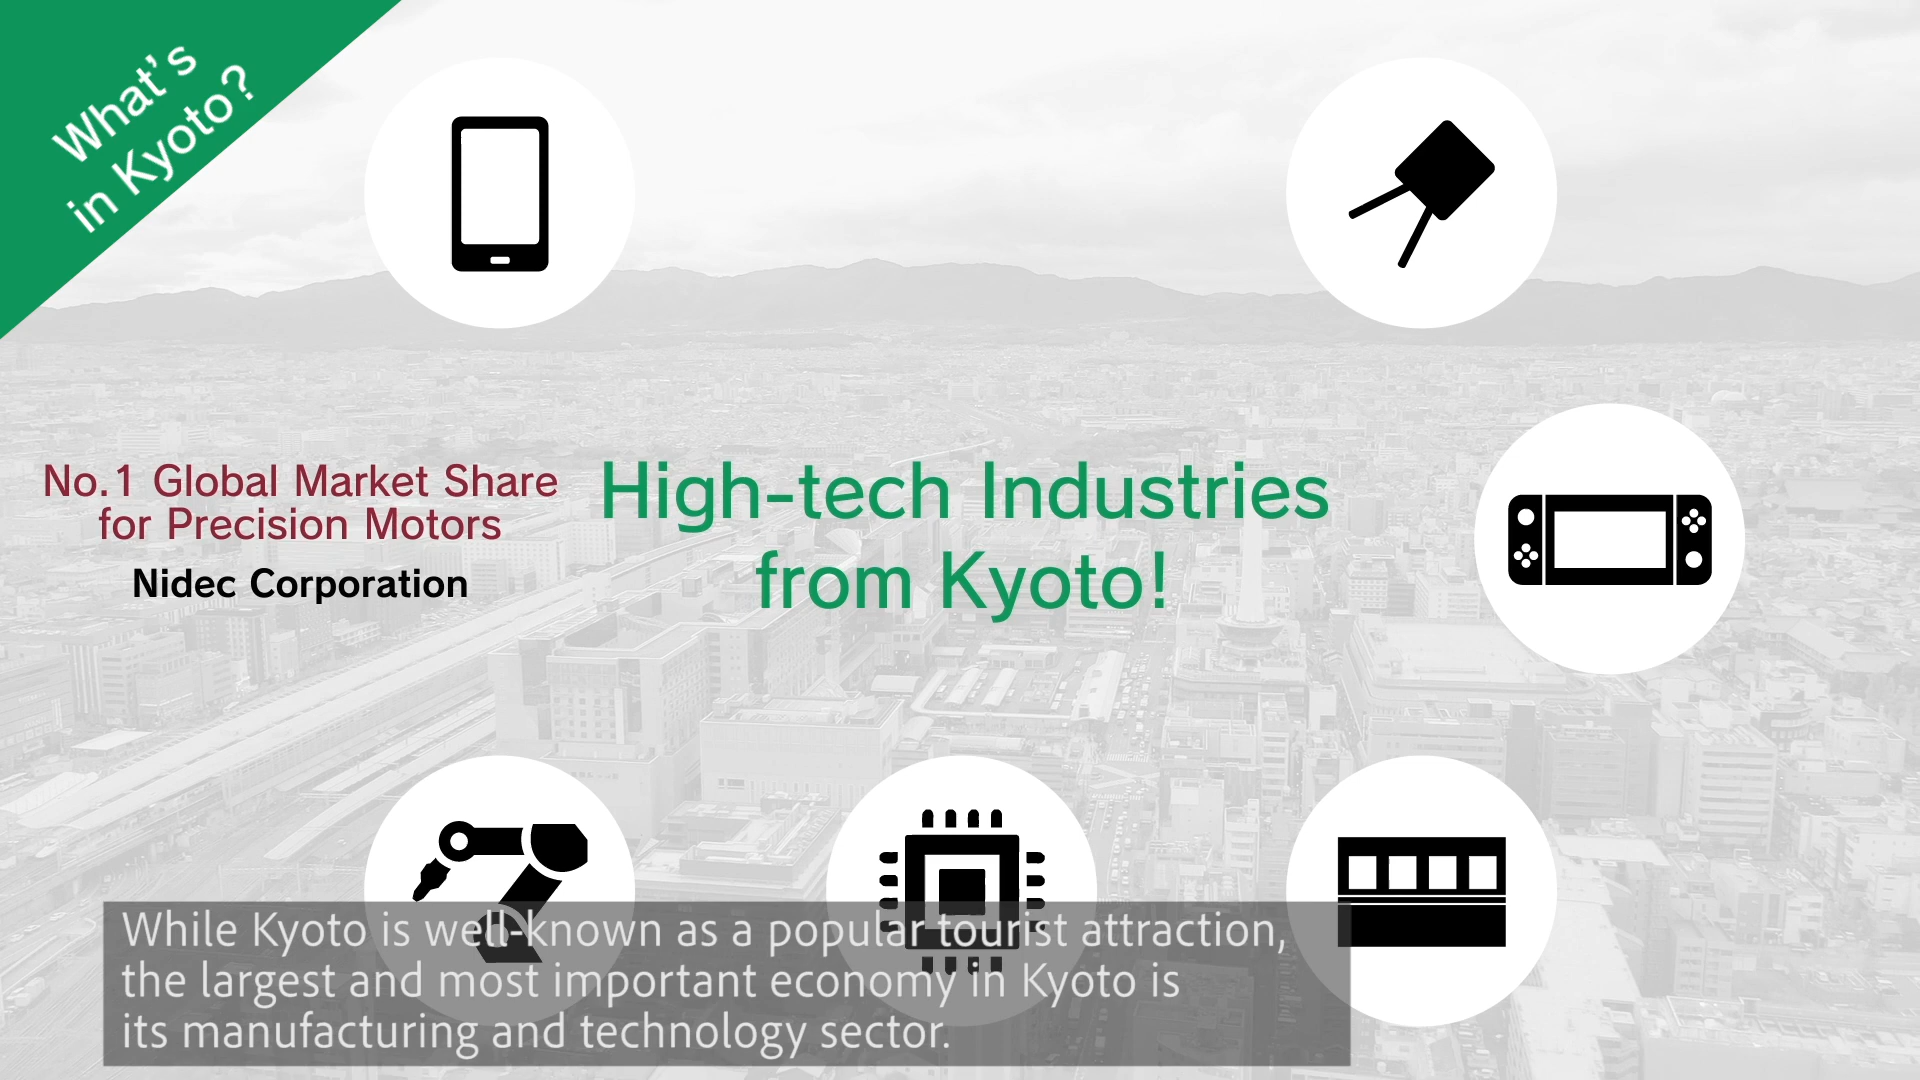 What's
in Kyoto?
No.1 Global Market Share
for Precision Motors
Nidec Corporation
High-tech Industries
from Kyoto!
While Kyoto is well-known as a popular tourist attraction,
the largest and most important economy in Kyoto is
its manufacturing and technology sector.